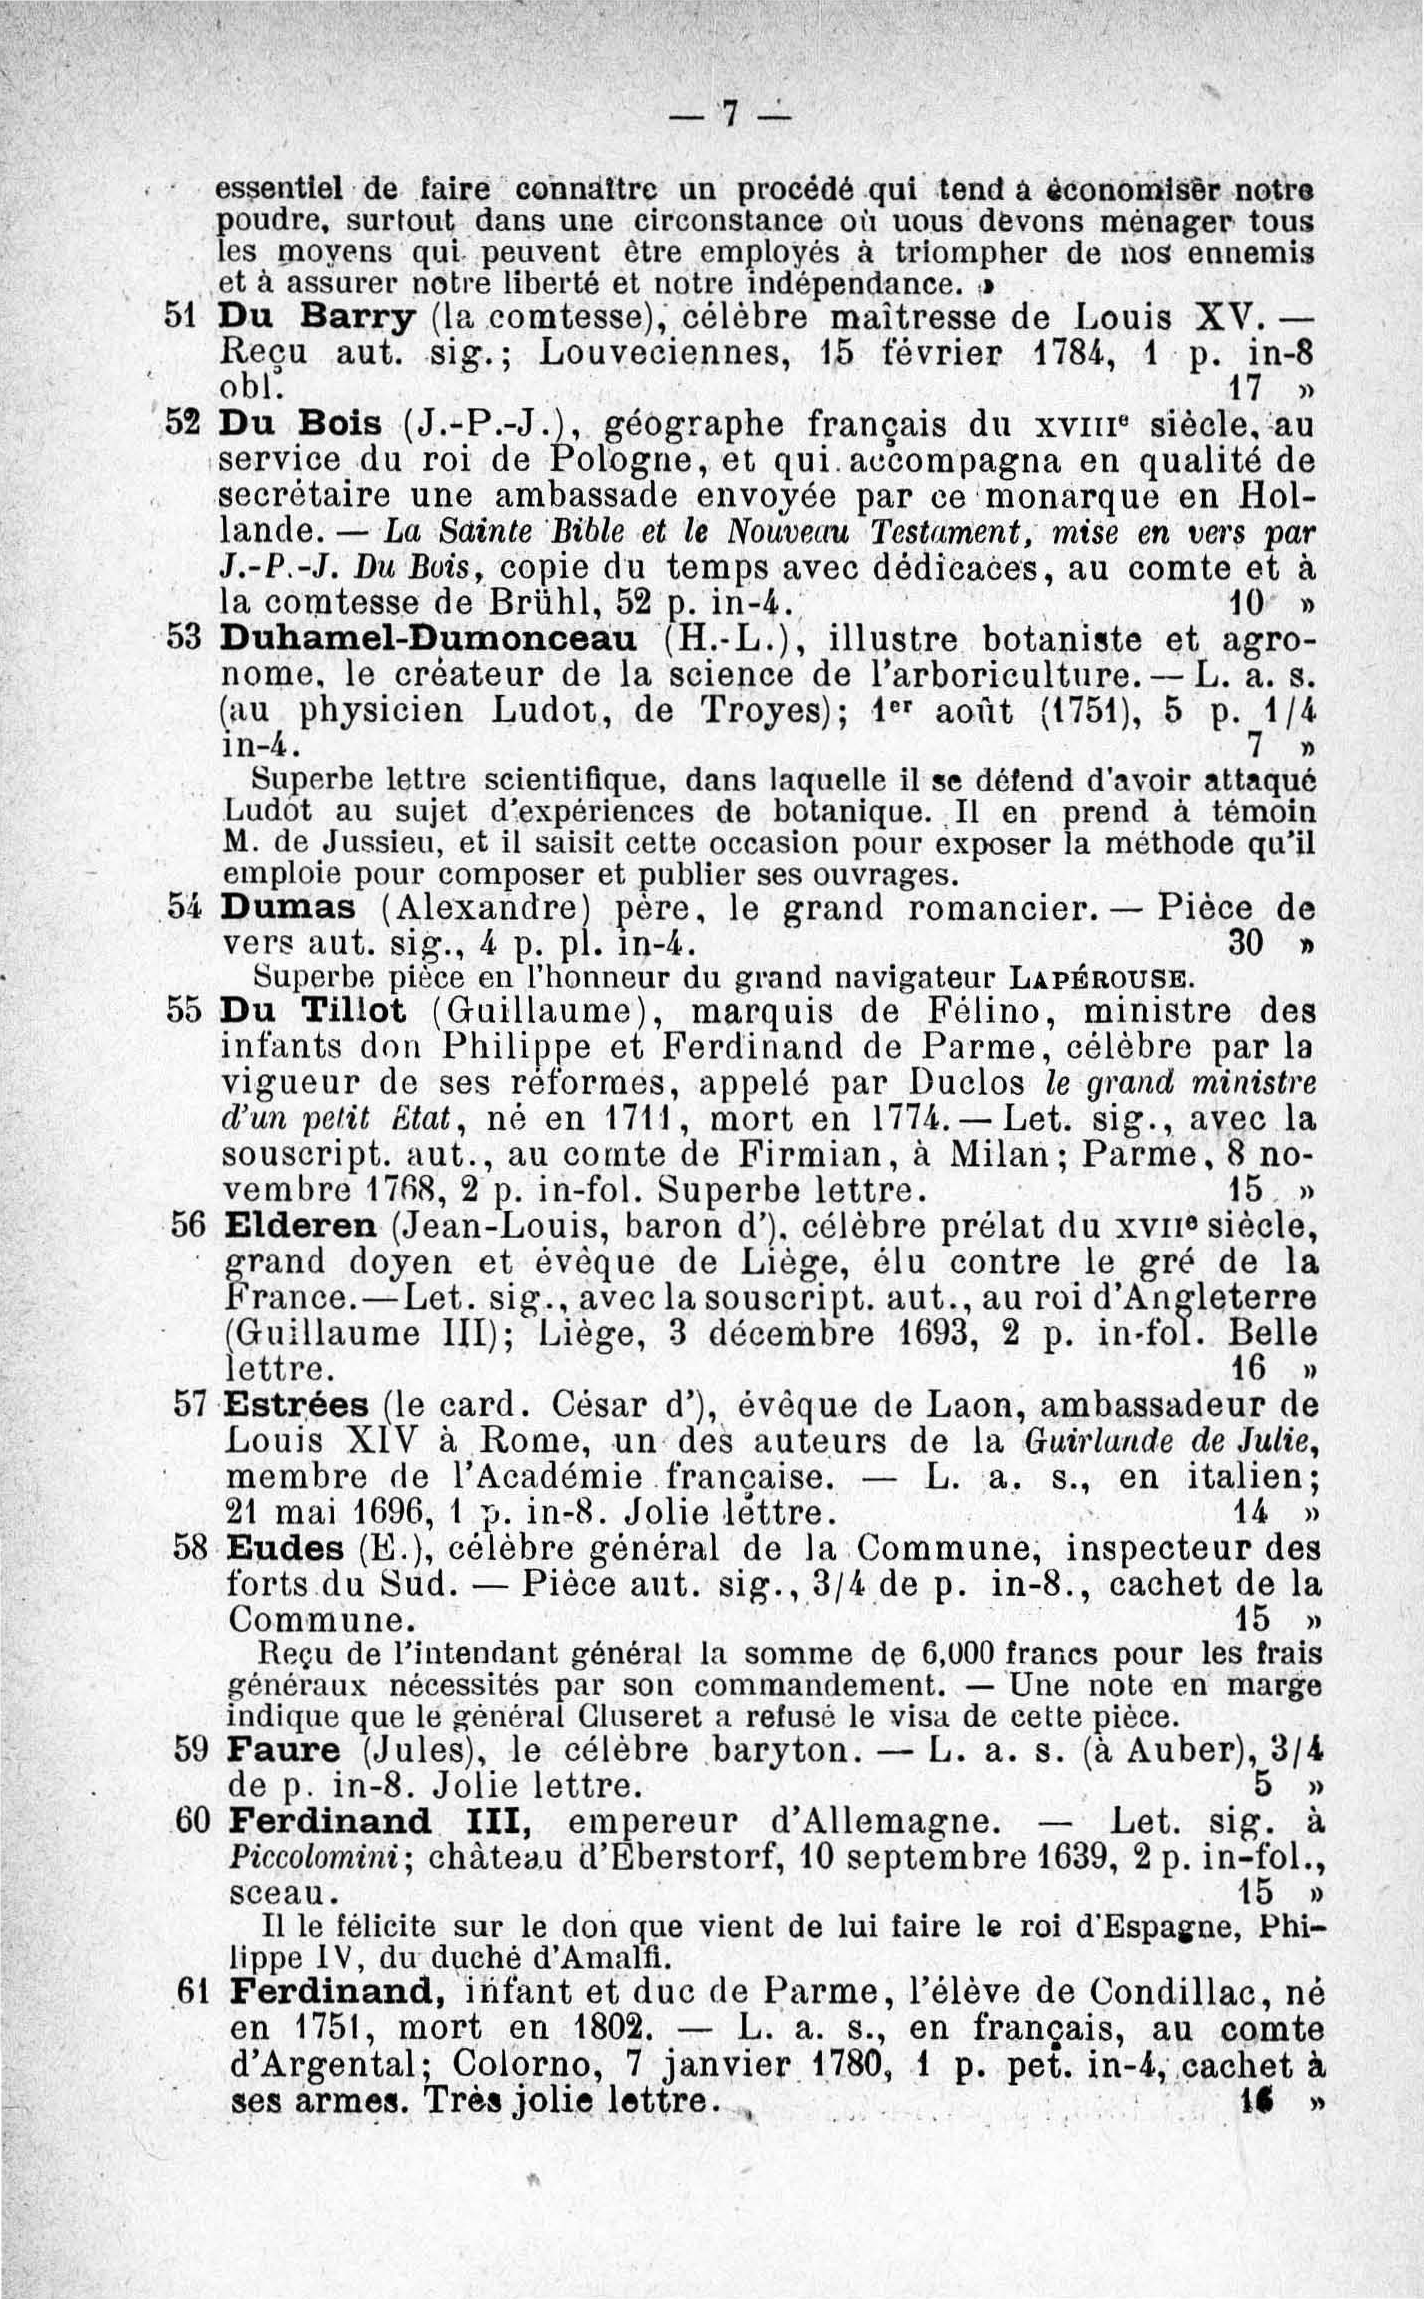 — 7 —
essentiel de faire connaître un procédé qui tend à économiser notre
poudre, surtout dans une circonstance où uous devons ménager tous
les moyens qui peuvent être employés à triompher de nos ennemis
et à assurer notre liberté et notre indépendance. »
51 Du Barry (la comtesse), célèbre maîtresse de Louis XV. —
Reçu aut. sig. ; Louveciennes, 15 février 1784, 1 p. in-8
obl. 17 »
52 Du Bois (J.-P.-J.), géographe français du XVIIIe siècle, au
service du roi de Pologne, et qui accompagna en qualité de
secrétaire une ambassade envoyée par ce monarque en Hol-
lande. — La Sainte Bible et le Nouveau Testament, mise en vers par
J.-P.-J. Du Bois, copie du temps avec dédicaces, au comte et à
la comtesse de Brühl, 52 p. in-4. 10 »
53 Duhamel-Dumonceau (H.-L.), illustre botaniste et agro-
nome, le créateur de la science de l'arboriculture. — L. a. s.
(au physicien Ludot, de Troyes) ; 1er août (1751), 5 p. 1/4
in-4. 7 »
Superbe lettre scientifique, dans laquelle il se défend d'avoir attaqué
Ludot au sujet d'expériences de botanique. Il en prend à témoin
M. de Jussieu, et il saisit cette occasion pour exposer la méthode qu'il
emploie pour composer et publier ses ouvrages.
54 Dumas (Alexandre) père, le grand romancier. — Pièce de
vers aut. sig., 4 p. pl. in-4. 30 »
Superbe pièce en l'honneur du grand navigateur LAPÉROUSE.
55 Du Tillot (Guillaume), marquis de Félino, ministre des
infants don Philippe et Ferdinand de Parme, célèbre par la
vigueur de ses réformes, appelé par Duclos le grand ministre
d'un petit Etat, né en 1711, mort en 1774. — Let. sig., avec la
souscript. aut., au comte de Firmian, à Milan ; Parme, 8 no-
vembre 1768, 2 p. in-fol. Superbe lettre. 15 »
56 Elderen (Jean-Louis, baron d'), célèbre prélat du XVIIe siècle,
grand doyen et évêque de Liège, élu contre le gré de la
France. — Let. sig., avec la souscript. aut., au roi d'Angleterre
(Guillaume III) ; Liège, 3 décembre 1693, 2 p. in-fol. Belle
lettre. 16 »
57 Estrées (le card. César d'), évêque de Laon, ambassadeur de
Louis XIV à Rome, un des auteurs de la Guirlande de Julie,
membre de l'Académie française. — L. a. s., en italien ;
21 mai 1696, 1 p. in-8. Jolie lettre. 14 »
58 Eudes (E.), célèbre général de la Commune, inspecteur des
forts du Sud. — Pièce aut. sig., 3/4 de p. in-8., cachet de la
Commune. 15 »
Reçu de l'intendant général la somme de 6,000 francs pour les frais
généraux nécessités par son commandement. — Une note en marge
indique que le général Cluseret a refusé le visa de cette pièce.
59 Faure (Jules), le célèbre baryton. — L. a. s. (à Auber), 3/4
de p. in-8. Jolie lettre. 5 »
60 Ferdinand III, empereur d'Allemagne. — Let. sig. à
Piccolomini ; château d'Eberstorf, 10 septembre 1639, 2 p. in-fol.,
sceau. 15 »
Il le félicite sur le don que vient de lui faire le roi d'Espagne, Phi-
lippe IV, du duché d'Amalfi.
61 Ferdinand, infant et duc de Parme, l'élève de Condillac, né
en 1751, mort en 1802. — L. a. s., en français, au comte
d'Argental ; Colorno, 7 janvier 1780, 1 p. pet. in-4, cachet à
ses armes. Très jolie lettre. »